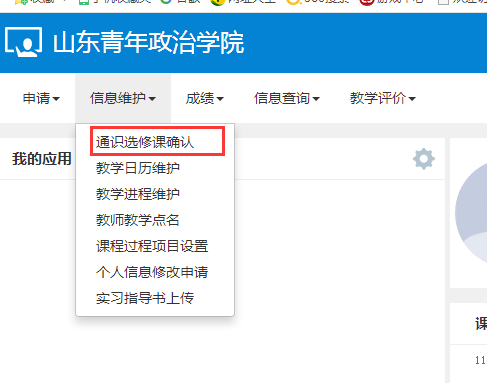 山东青年政治学院
申请 信息维护 成绩 信息查询 教学评价
我的应用
通识选修课确认
教学日历维护
教学进程维护
教师教学点名
课程过程项目设置
个人信息修改申请
实习指导书上传
课
11